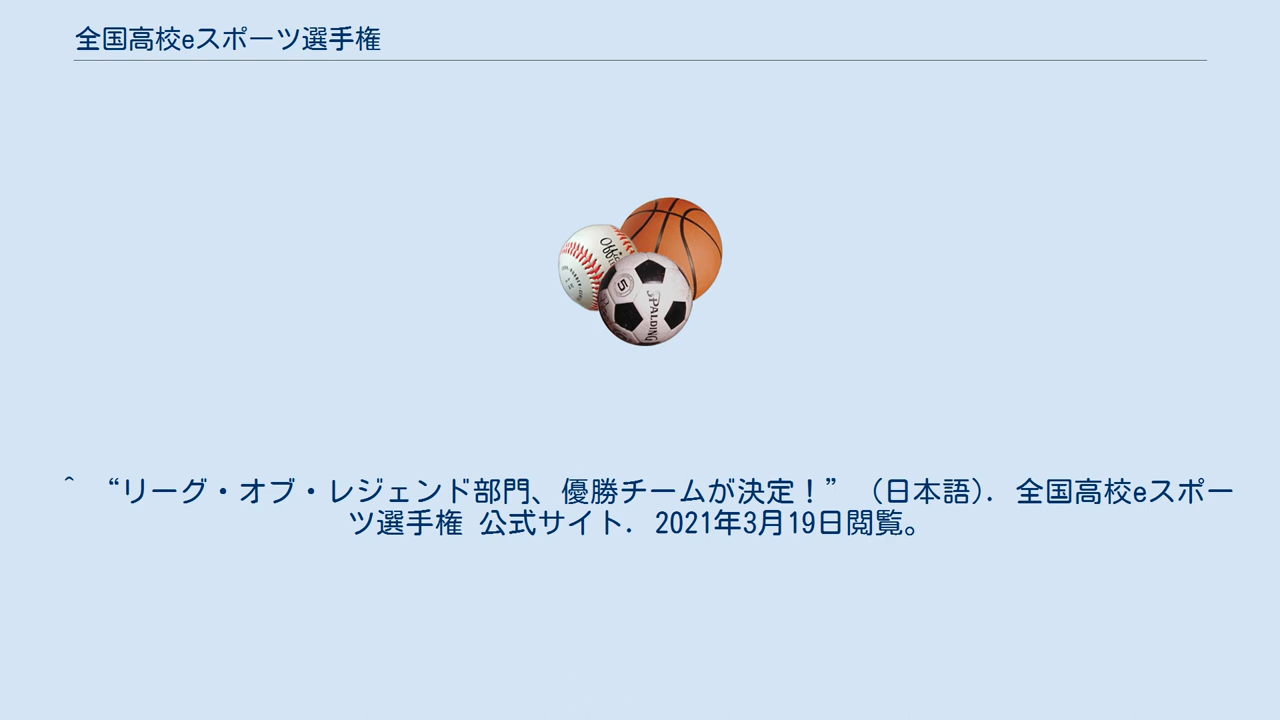 全国高校eスポーツ選手権
Offic
5
SPALDING
^ “リーグ・オブ・レジェンド部門、優勝チームが決定！” (日本語). 全国高校eスポー
ツ選手権 公式サイト. 2021年3月19日閲覧。